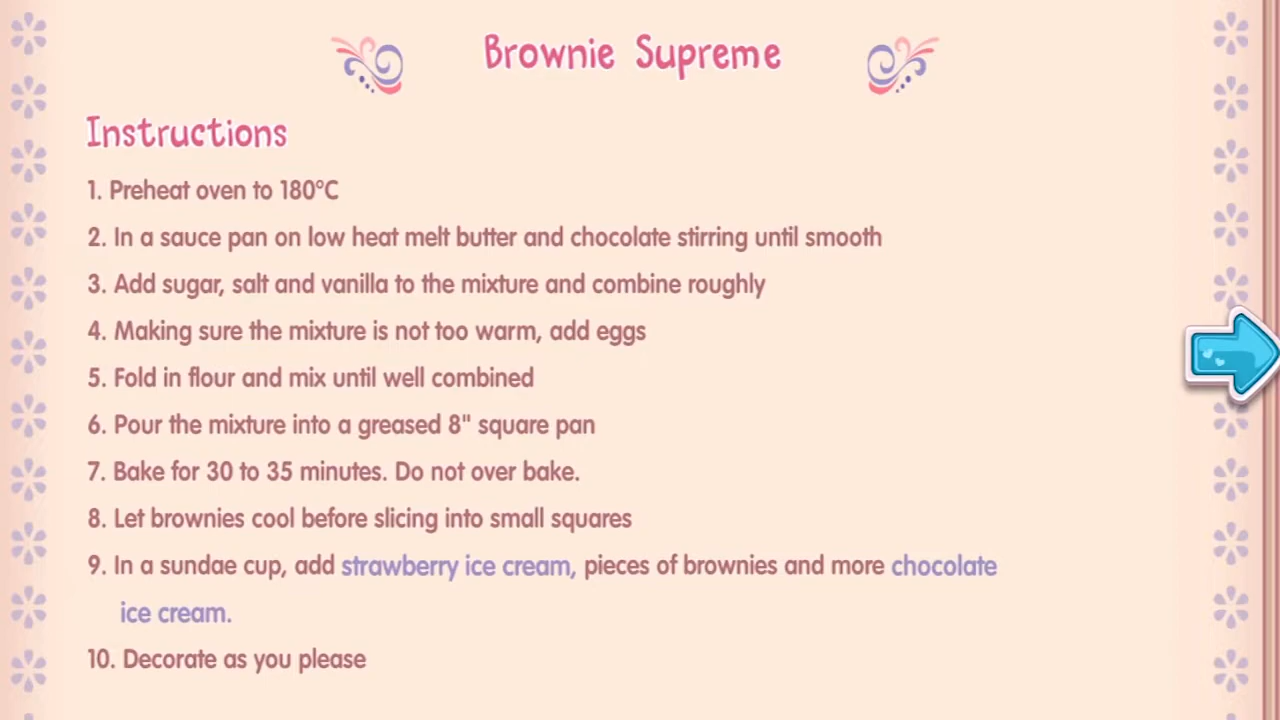 Brownie Supreme
Instructions
1. Preheat oven to 180°C
2. In a sauce pan on low heat melt butter and chocolate stirring until smooth
3. Add sugar, salt and vanilla to the mixture and combine roughly
4. Making sure the mixture is not too warm, add eggs
5. Fold in flour and mix until well combined
6. Pour the mixture into a greased 8" square pan
7. Bake for 30 to 35 minutes. Do not over bake.
8. Let brownies cool before slicing into small squares
9. In a sundae cup, add strawberry ice cream, pieces of brownies and more chocolate
ice cream.
10. Decorate as you please